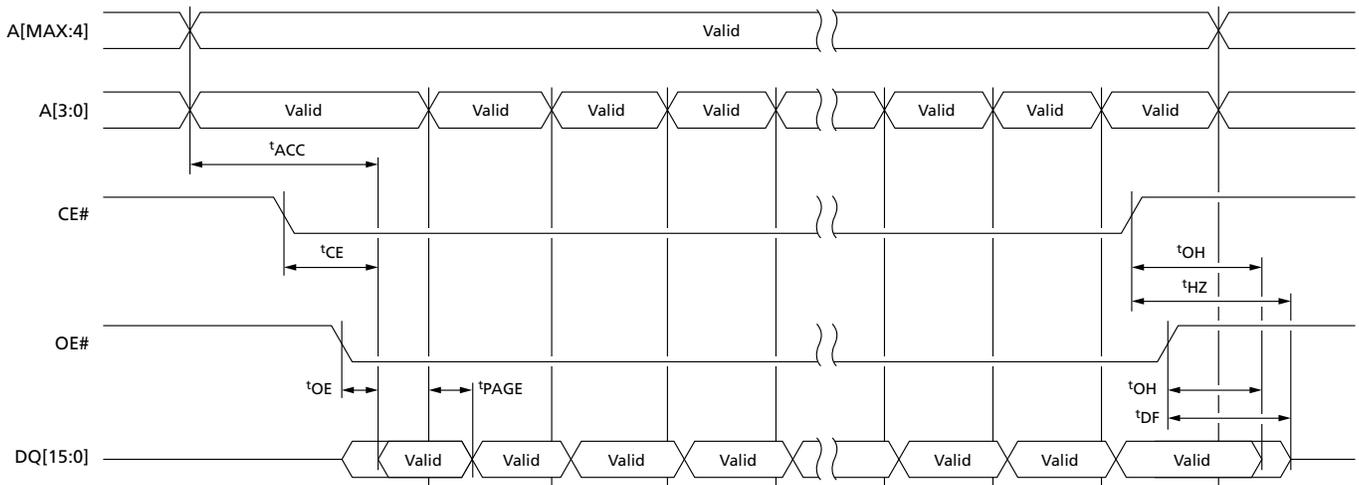 A[MAX:4] Valid
A[3:0] Valid Valid Valid Valid Valid Valid Valid
tACC
CE#
tCE tOH
tHZ
OE#
tOE tPAGE tOH
tDF
DQ[15:0] Valid Valid Valid Valid Valid Valid Valid